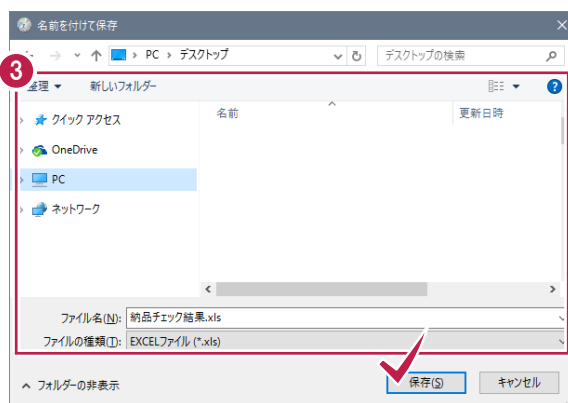 名前を付けて保存
PC › デスクトップ
デスクトップの検索
3
整理
新しいフォルダー
名前
更新日時
クイック アクセス
OneDrive
PC
ネットワーク
ファイル名(N):
納品チェック結果.xls
ファイルの種類(T):
EXCELファイル (*.xls)
フォルダーの非表示
保存(S)
キャンセル